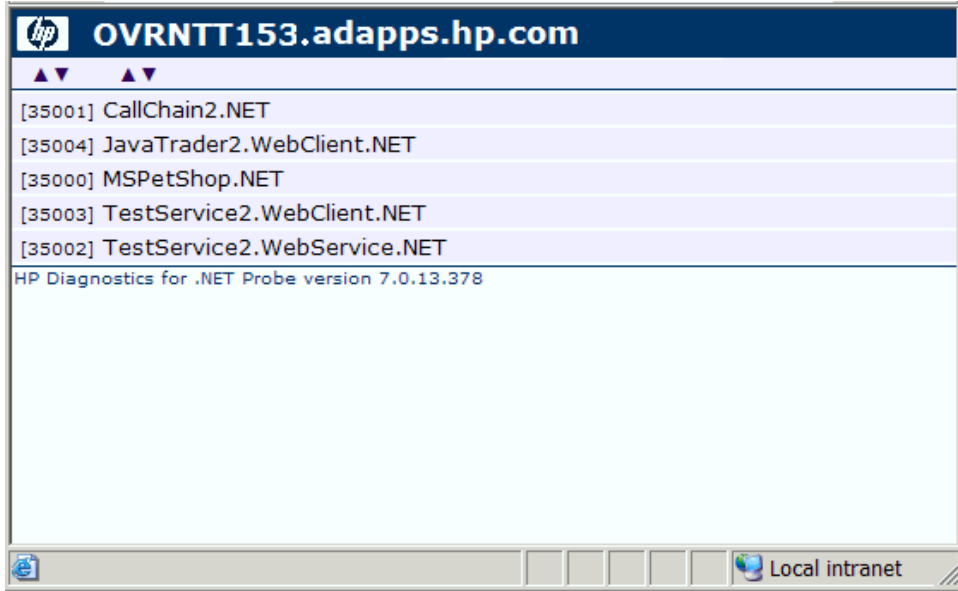 hp OVRNTT153.adapps.hp.com
▲▼ ▲▼
[35001] CallChain2.NET
[35004] JavaTrader2.WebClient.NET
[35000] MSPetShop.NET
[35003] TestService2.WebClient.NET
[35002] TestService2.WebService.NET
HP Diagnostics for .NET Probe version 7.0.13.378
Local intranet